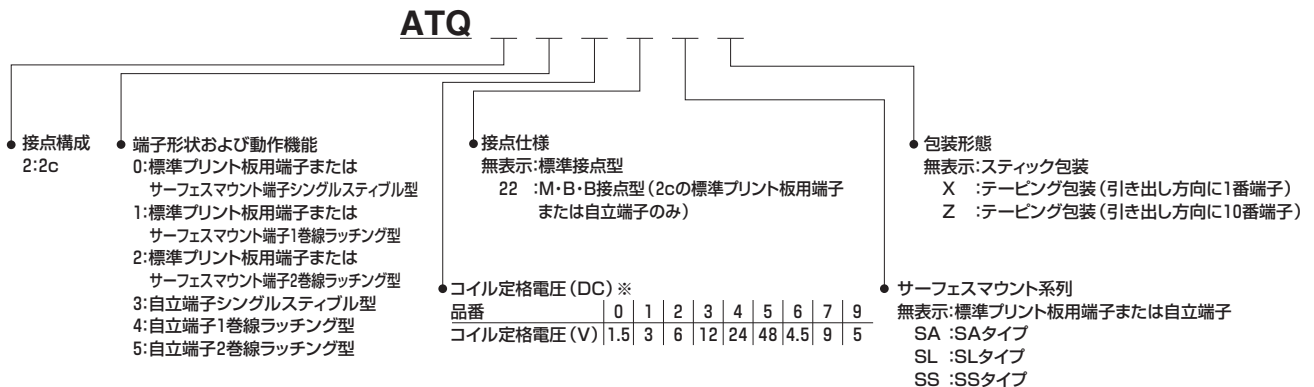 ATQ
接点構成
2:2c
端子形状および動作機能
0:標準プリント板用端子または
サーフェスマウント端子シングルスティブル型
1:標準プリント板用端子または
サーフェスマウント端子1巻線ラッチング型
2:標準プリント板用端子または
サーフェスマウント端子2巻線ラッチング型
3:自立端子シングルスティブル型
4:自立端子1巻線ラッチング型
5:自立端子2巻線ラッチング型
接点仕様
無表示:標準接点型
22 :M・B・B接点型(2cの標準プリント板用端子
または自立端子のみ)
コイル定格電圧(DC)※
品番 0 1 2 3 4 5 6 7 9
コイル定格電圧(V) 1.5 3 6 12 24 48 4.5 9 5
包装形態
無表示:スティック包装
X :テーピング包装(引き出し方向に1番端子)
Z :テーピング包装(引き出し方向に10番端子)
サーフェスマウント系列
無表示:標準プリント板用端子または自立端子
SA :SAタイプ
SL :SLタイプ
SS :SSタイプ